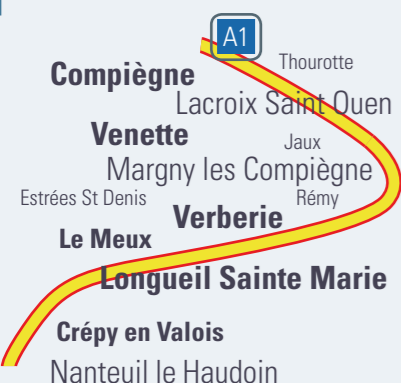 A1
Thourotte
Compiègne
Lacroix Saint Ouen
Venette
Jaux
Margny les Compiègne
Estrées St Denis
Rémy
Verberie
Le Meux
Longueil Sainte Marie
Crépy en Valois
Nanteuil le Haudoin